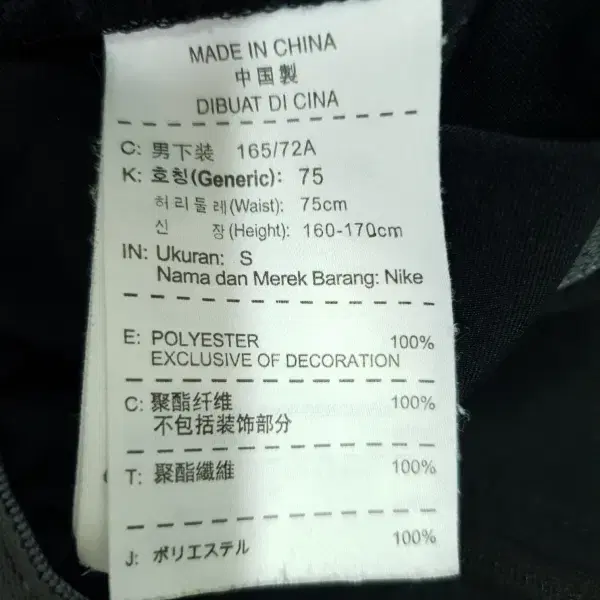 MADE IN CHINA
中国製
DIBUAT DI CINA
C: 男下装 165/72A
K: 호칭(Generic): 75
허리둘레(Waist): 75cm
신 장(Height): 160-170cm
IN: Ukuran: S
Nama dan Merek Barang: Nike
E: POLYESTER 100%
EXCLUSIVE OF DECORATION
C: 聚酯纤维 100%
不包括装饰部分
T: 聚酯纖維 100%
J: ポリエステル 100%